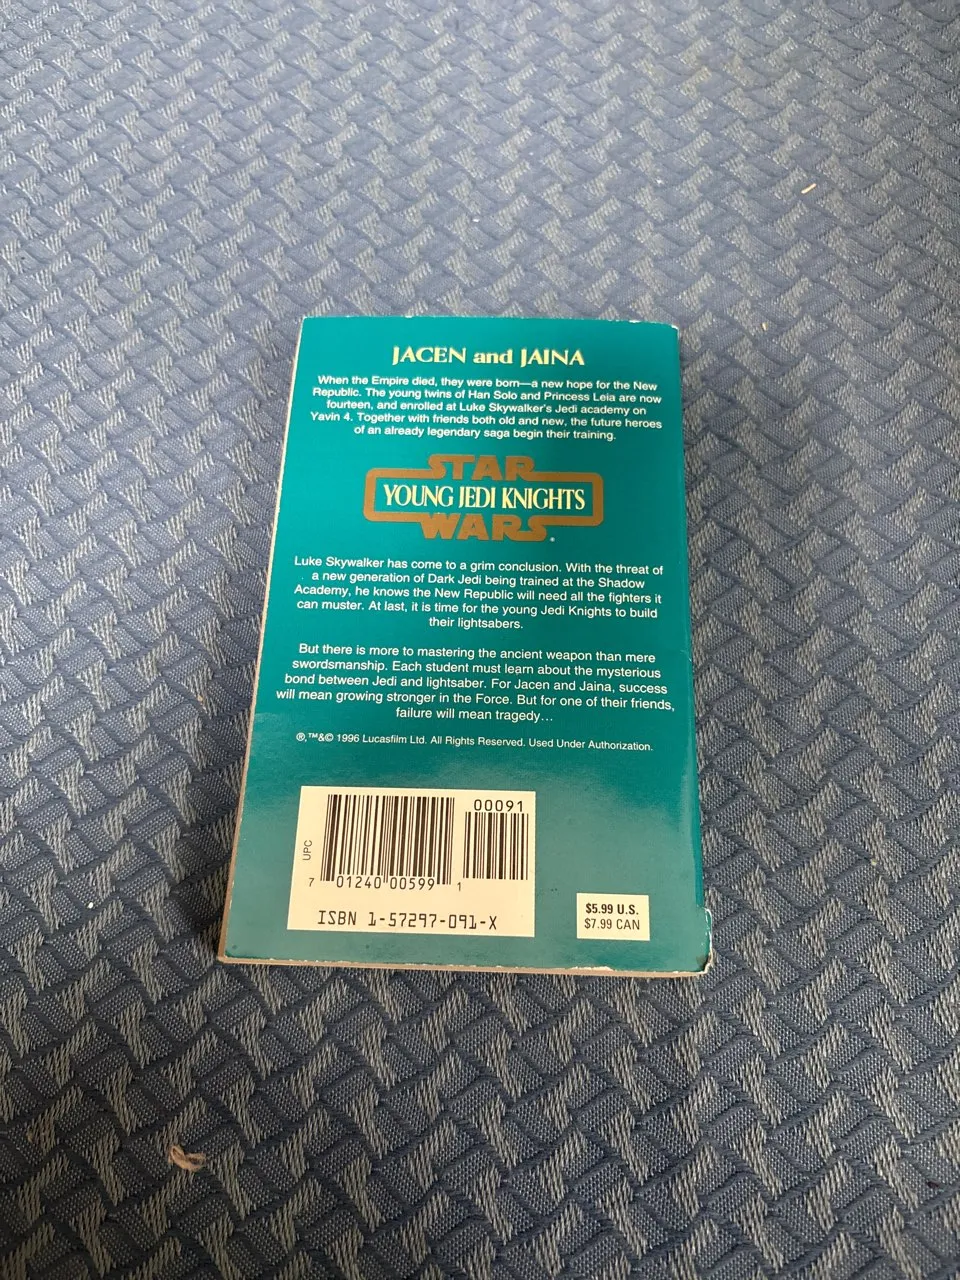 JACEN and JAINA
When the Empire died, they were born—a new hope for the New
Republic. The young twins of Han Solo and Princess Leia are now
fourteen, and enrolled at Luke Skywalker's Jedi academy on
Yavin 4. Together with friends both old and new, the future heroes
of an already legendary saga begin their training.
STAR
YOUNG JEDI KNIGHTS
WARS®
Luke Skywalker has come to a grim conclusion. With the threat of
a new generation of Dark Jedi being trained at the Shadow
Academy, he knows the New Republic will need all the fighters it
can muster. At last, it is time for the young Jedi Knights to build
their lightsabers.
But there is more to mastering the ancient weapon than mere
swordsmanship. Each student must learn about the mysterious
bond between Jedi and lightsaber. For Jacen and Jaina, success
will mean growing stronger in the Force. But for one of their friends,
failure will mean tragedy…
®,™&© 1996 Lucasfilm Ltd. All Rights Reserved. Used Under Authorization.
00091
UPC
7 01240 00599 1
ISBN 1-57297-091-X
$5.99 U.S.
$7.99 CAN